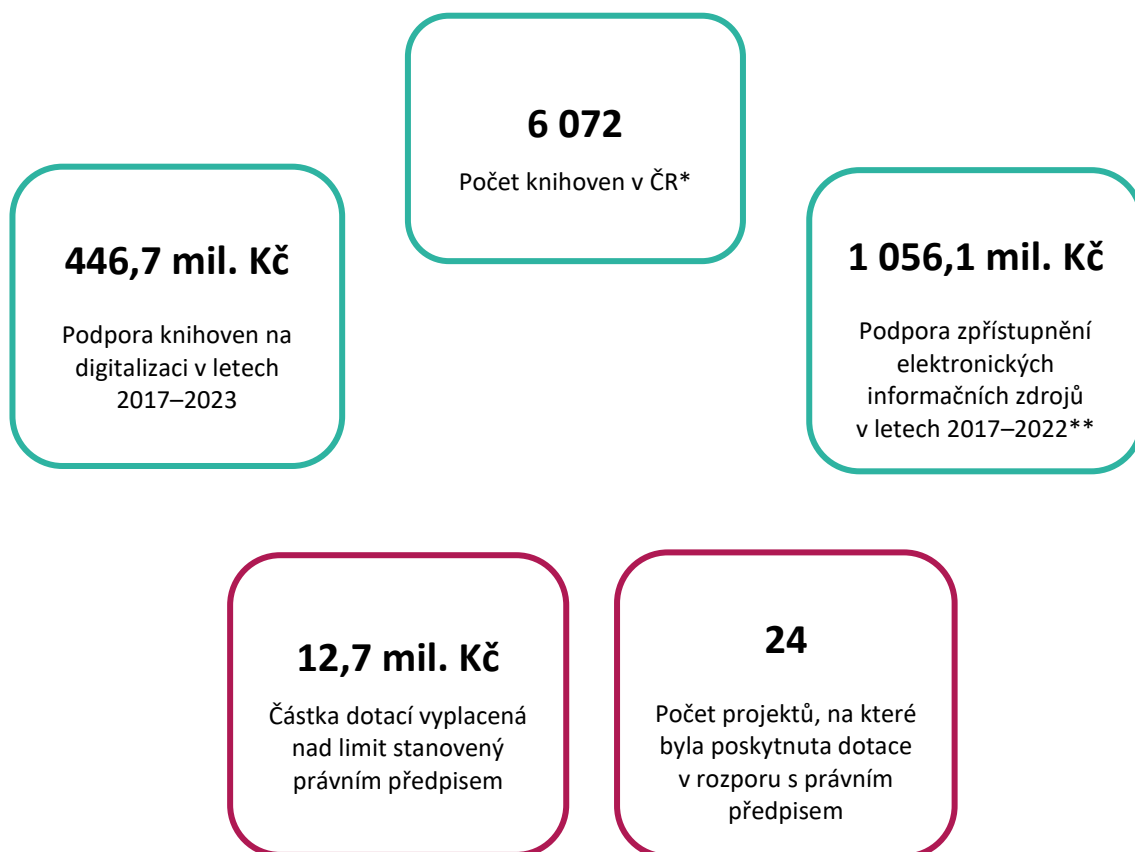 6 072
Počet knihoven v ČR*
446,7 mil. Kč
Podpora knihoven na
digitalizaci v letech
2017–2023
1 056,1 mil. Kč
Podpora zpřístupnění
elektronických
informačních zdrojů
v letech 2017–2022**
12,7 mil. Kč
Částka dotací vyplacená
nad limit stanovený
právním předpisem
24
Počet projektů, na které
byla poskytnuta dotace
v rozporu s právním
předpisem